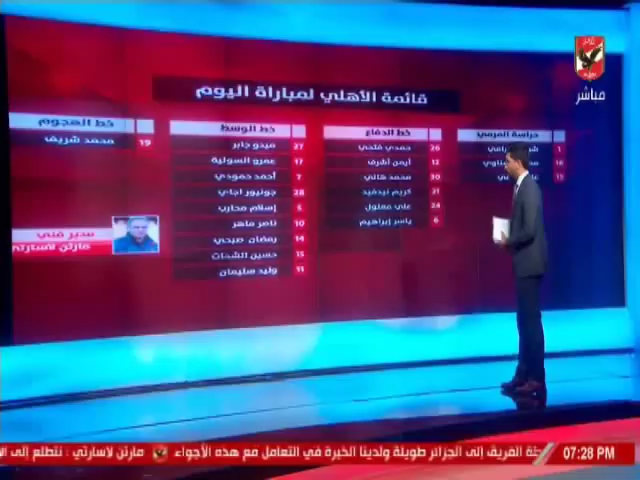 مباشر
قائمة الأهلي لمباراة اليوم
حراسة المرمى
1
16
13
خط الدفاع
26 حمدي فتحي
12 أيمن أشرف
30 محمد هاني
21 كريم نيدفيد
24 علي معلول
6 ياسر إبراهيم
خط الوسط
27 ميدو جابر
17 عمرو السولية
7 أحمد حمودي
28 جونيور اجاي
5 إسلام محارب
10 ناصر ماهر
14 رمضان صبحي
15 حسين الشحات
11 وليد سليمان
خط الهجوم
19 محمد شريف
مدير فني
مارتن لاسارتي
الفريق إلى الجزائر طويلة ولدينا الخبرة في التعامل مع هذه الأجواء مارتن لاسارتي : نتطلع إلى
07:28 PM